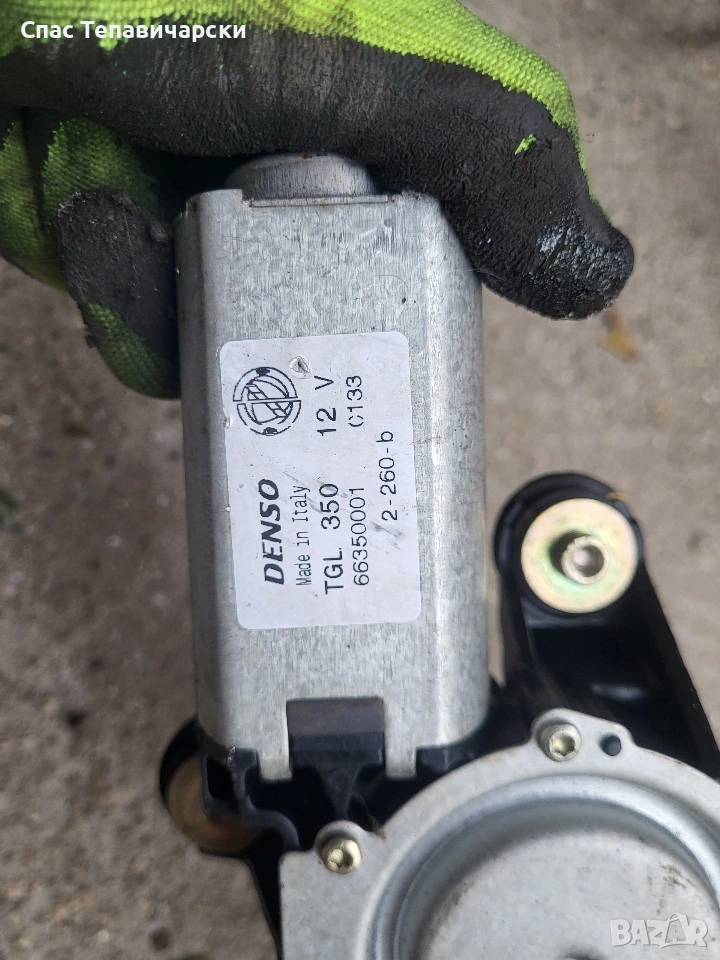 Спас Тепавичарски
DENSO
Made in Italy
TGL 350 12 V
66350001 C133
2-260-b
BAZAR